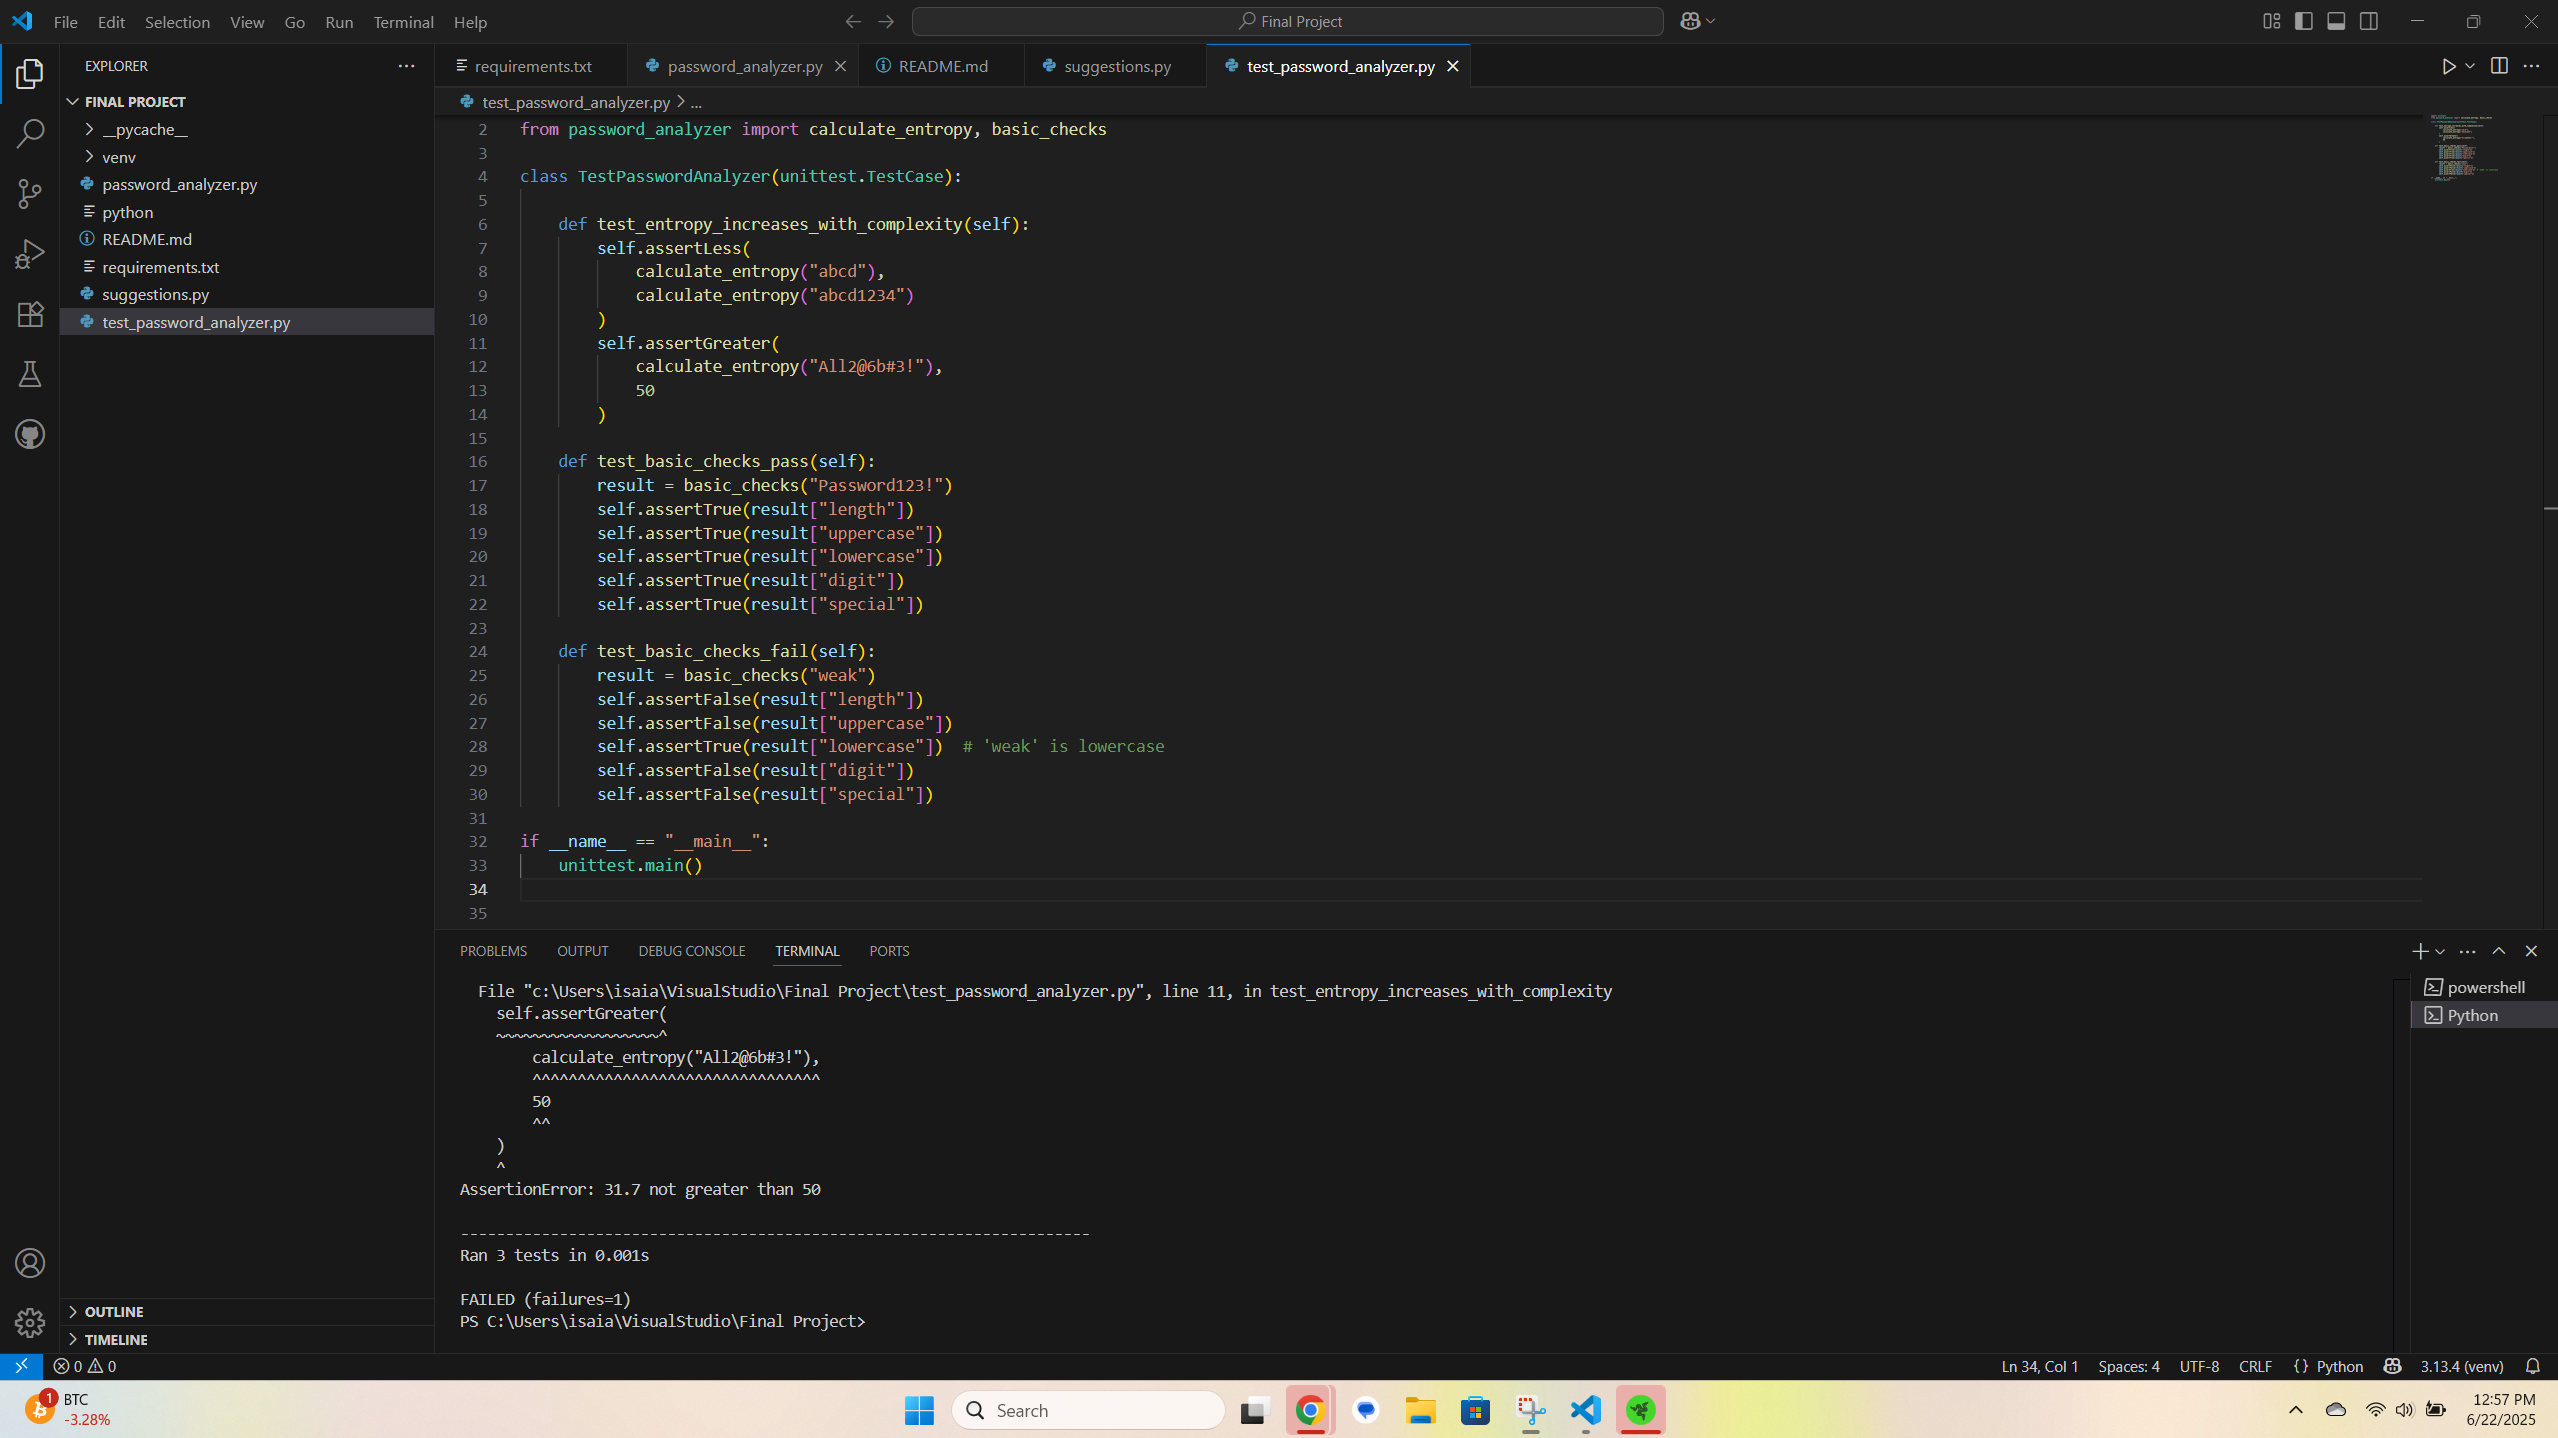 File Edit Selection View Go Run Terminal Help
Final Project
EXPLORER
FINAL PROJECT
__pycache__
venv
password_analyzer.py
python
README.md
requirements.txt
suggestions.py
test_password_analyzer.py
OUTLINE
TIMELINE
requirements.txt password_analyzer.py README.md suggestions.py test_password_analyzer.py
test_password_analyzer.py > ...
2 from password_analyzer import calculate_entropy, basic_checks
3
4 class TestPasswordAnalyzer(unittest.TestCase):
5
6 def test_entropy_increases_with_complexity(self):
7 self.assertLess(
8 calculate_entropy("abcd"),
9 calculate_entropy("abcd1234")
10 )
11 self.assertGreater(
12 calculate_entropy("All2@6b#3!"),
13 50
14 )
15
16 def test_basic_checks_pass(self):
17 result = basic_checks("Password123!")
18 self.assertTrue(result["length"])
19 self.assertTrue(result["uppercase"])
20 self.assertTrue(result["lowercase"])
21 self.assertTrue(result["digit"])
22 self.assertTrue(result["special"])
23
24 def test_basic_checks_fail(self):
25 result = basic_checks("weak")
26 self.assertFalse(result["length"])
27 self.assertFalse(result["uppercase"])
28 self.assertTrue(result["lowercase"]) # 'weak' is lowercase
29 self.assertFalse(result["digit"])
30 self.assertFalse(result["special"])
31
32 if __name__ == "__main__":
33 unittest.main()
34
35
PROBLEMS OUTPUT DEBUG CONSOLE TERMINAL PORTS
File "c:\Users\isaia\VisualStudio\Final Project\test_password_analyzer.py", line 11, in test_entropy_increases_with_complexity
self.assertGreater(
~~~~~~~~~~~~~~~~~~^
calculate_entropy("All2@6b#3!"),
^^^^^^^^^^^^^^^^^^^^^^^^^^^^^^^^
50
^^
)
^
AssertionError: 31.7 not greater than 50
----------------------------------------------------------------------
Ran 3 tests in 0.001s
FAILED (failures=1)
PS C:\Users\isaia\VisualStudio\Final Project>
powershell
Python
0 0 Ln 34, Col 1 Spaces: 4 UTF-8 CRLF {} Python 3.13.4 (venv)
1
BTC
-3.28%
Search
12:57 PM
6/22/2025